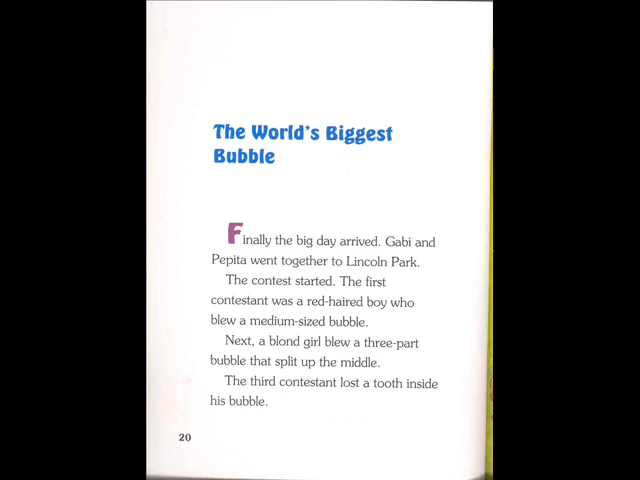 The World's Biggest
Bubble
Finally the big day arrived. Gabi and
Pepita went together to Lincoln Park.
The contest started. The first
contestant was a red-haired boy who
blew a medium-sized bubble.
Next, a blond girl blew a three-part
bubble that split up the middle.
The third contestant lost a tooth inside
his bubble.
20